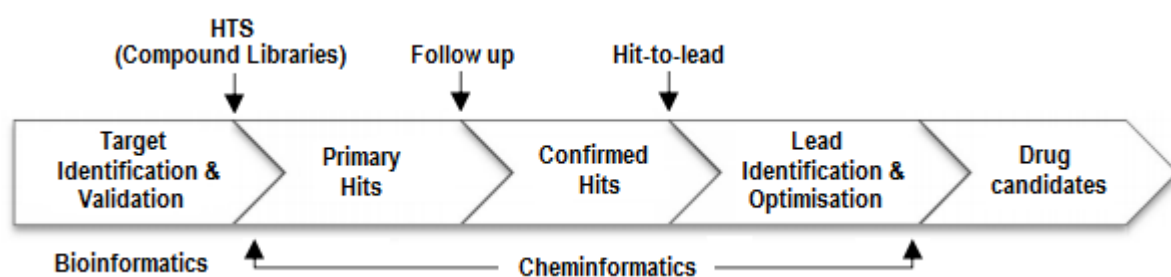 HTS
(Compound Libraries)
Follow up
Hit-to-lead
Target
Identification &
Validation
Primary
Hits
Confirmed
Hits
Lead
Identification &
Optimisation
Drug
candidates
Bioinformatics
Cheminformatics